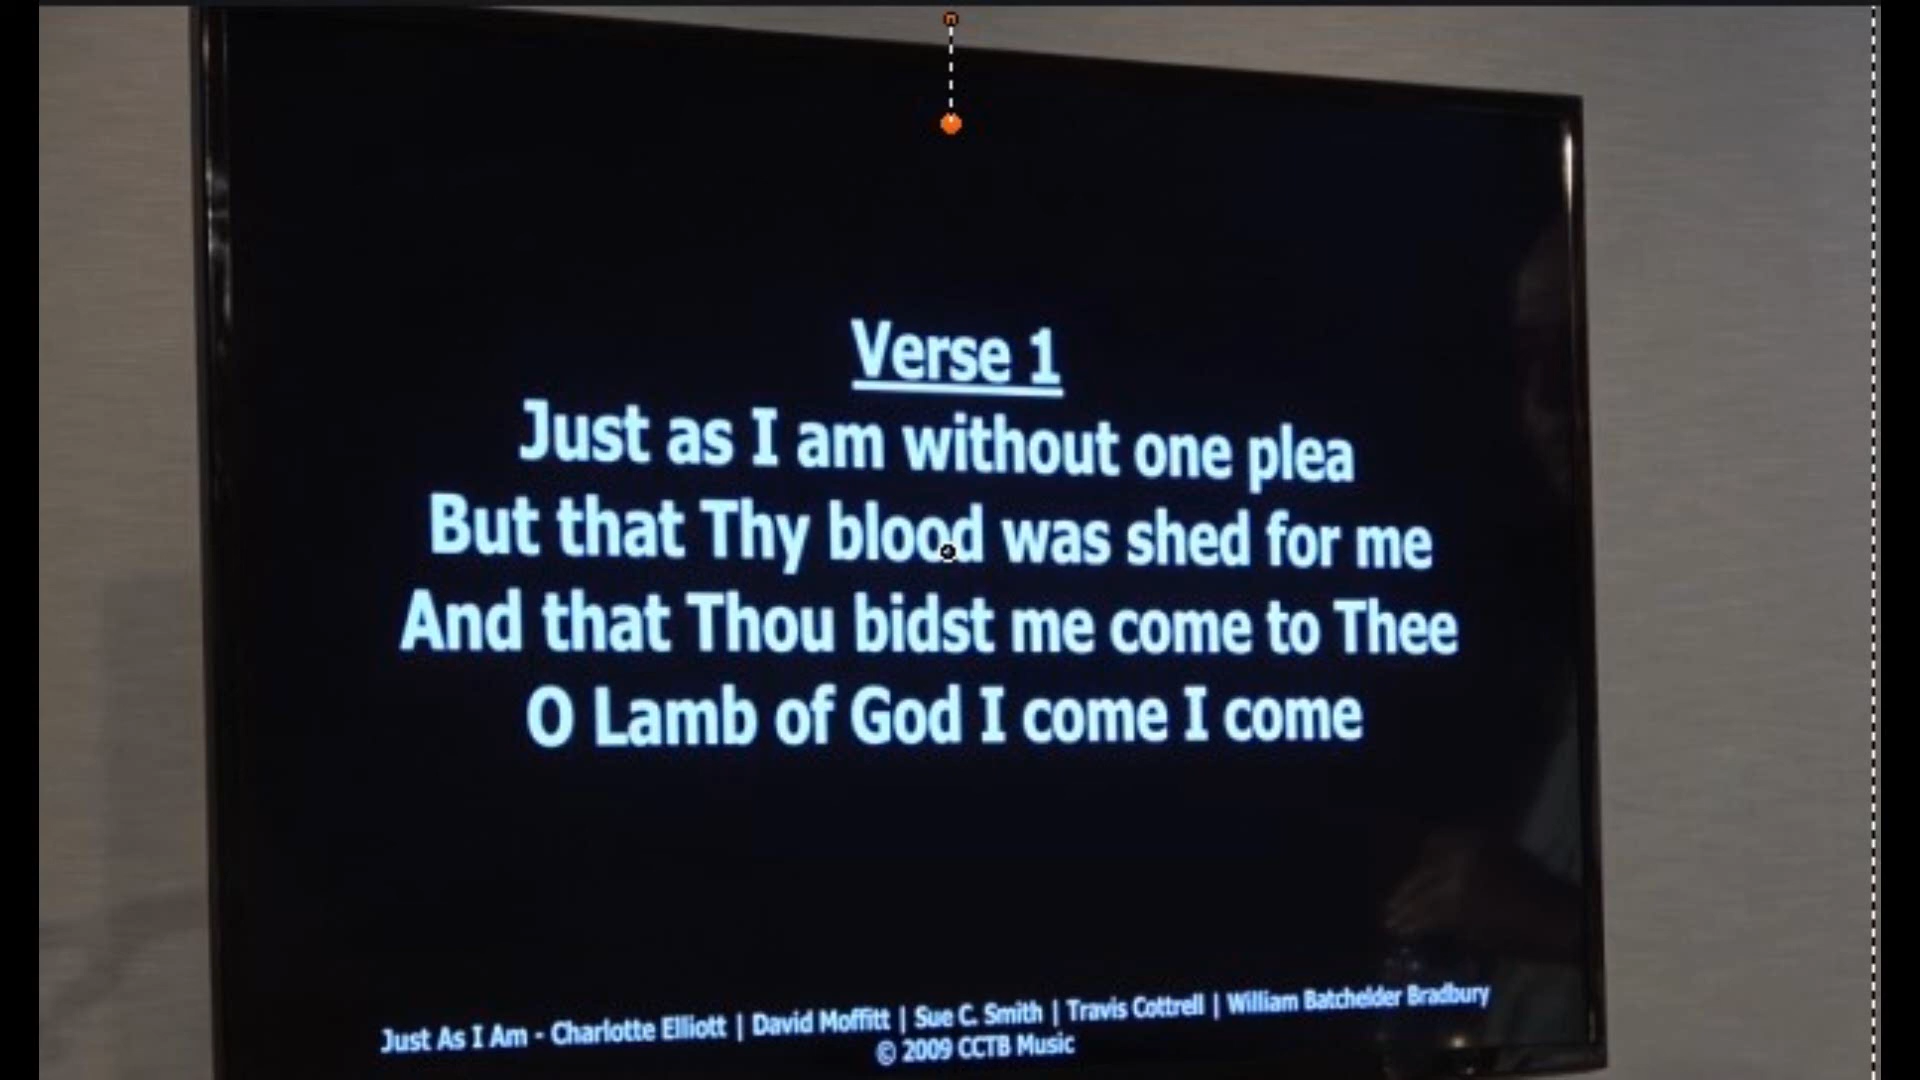 Verse 1
Just as I am without one plea
But that Thy blood was shed for me
And that Thou bidst me come to Thee
O Lamb of God I come I come
Just As I Am - Charlotte Elliott | David Moffitt | Sue C. Smith | Travis Cottrell | William Batchelder Bradbury
© 2009 CCTB Music